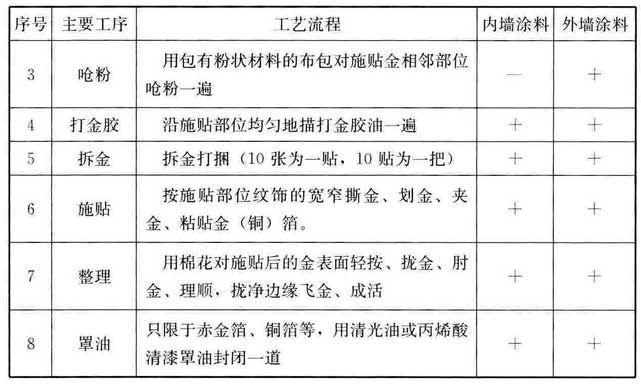 序号 主要工序 工艺流程 内墙涂料 外墙涂料
3 呛粉 用包有粉状材料的布包对施贴金相邻部位
呛粉一遍 — +
4 打金胶 沿施贴部位均匀地描打金胶油一遍 + +
5 拆金 拆金打捆（10 张为一贴，10 贴为一把） + +
6 施贴 按施贴部位纹饰的宽窄撕金、划金、夹
金、粘贴金（铜）箔。 + +
7 整理 用棉花对施贴后的金表面轻按、拢金、肘
金、理顺，拢净边缘飞金、成活 + +
8 罩油 只限于赤金箔、铜箔等，用清光油或丙烯酸
清漆罩油封闭一道 + +